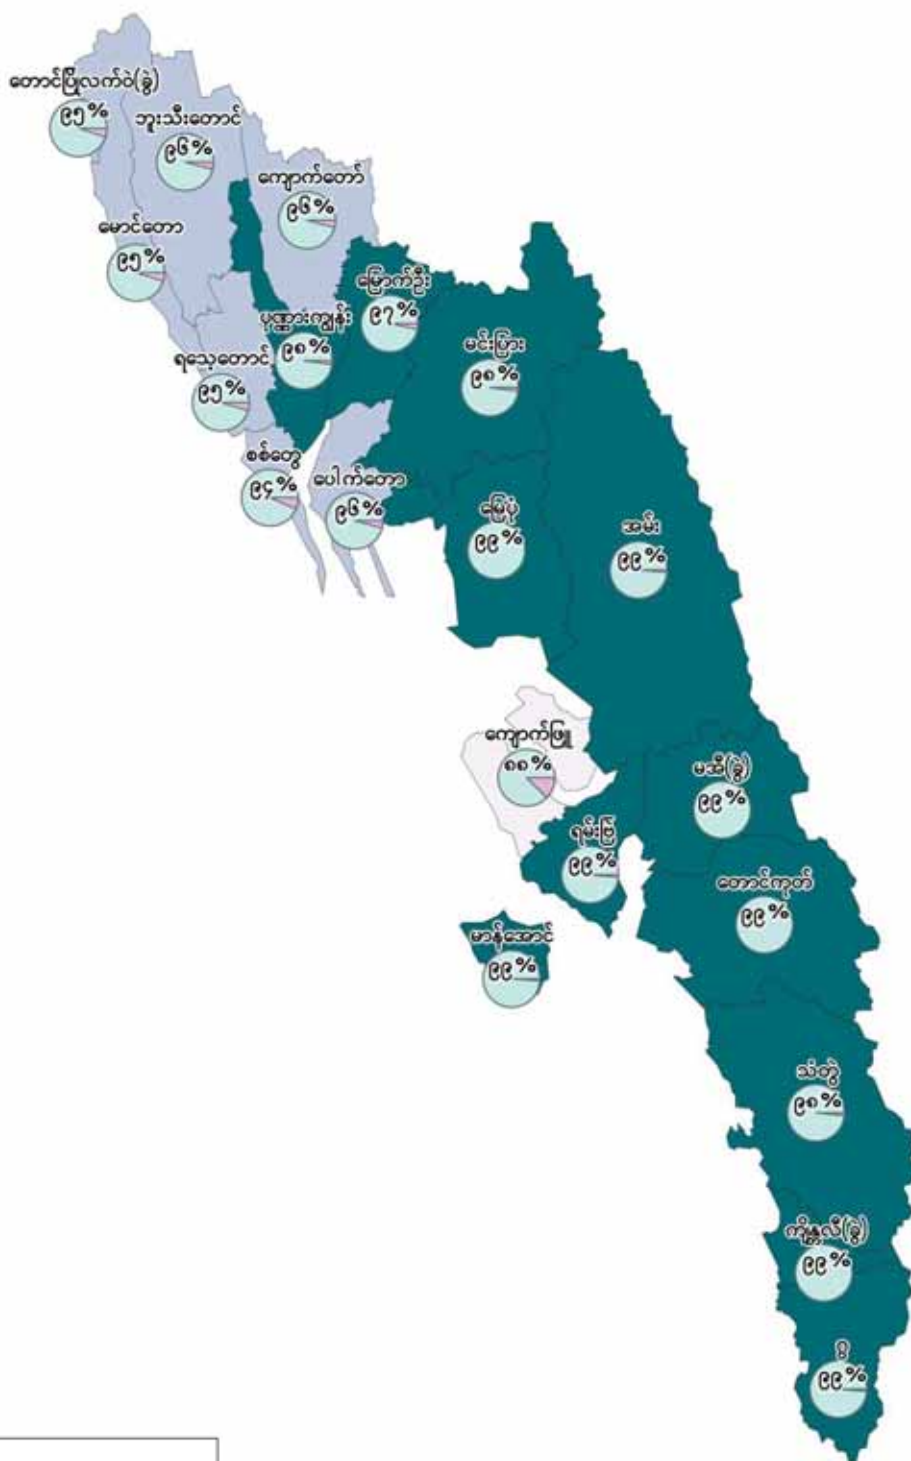 တောင်ပြိုလက်ဝဲ(ခွဲ)
၉၅%
ဘူးသီးတောင်
၉၆%
ကျောက်တော်
၉၆%
မောင်တော
၉၅%
မြောက်ဦး
၉၇%
ပုဏ္ဏားကျွန်း
၉၈%
မင်းပြား
၉၈%
ရသေ့တောင်
၉၅%
စစ်တွေ
၉၄%
ပေါက်တော
၉၆%
မြေပုံ
၉၉%
အမ်း
၉၉%
ကျောက်ဖြူ
၈၈%
မအီ(ခွဲ)
၉၉%
ရမ်းဗြဲ
၉၉%
တောင်ကုတ်
၉၉%
မာန်အောင်
၉၉%
သံတွဲ
၉၈%
ကျိန္တလီ(ခွဲ)
၉၉%
ဂွ
၉၉%